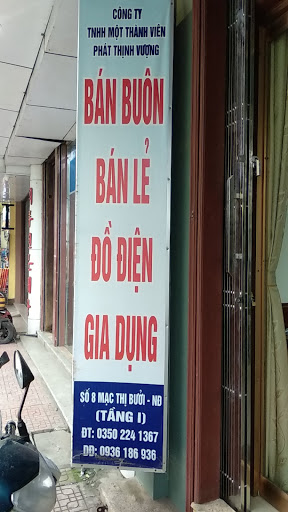 CÔNG TY
TNHH MỘT THÀNH VIÊN
PHÁT THỊNH VƯỢNG
BÁN BUÔN
BÁN LẺ
ĐỒ ĐIỆN
GIA DỤNG
SỐ 8 MẠC THỊ BƯỞI - NĐ
(TẦNG I)
ĐT: 0350 224 1367
DĐ: 0936 186 936